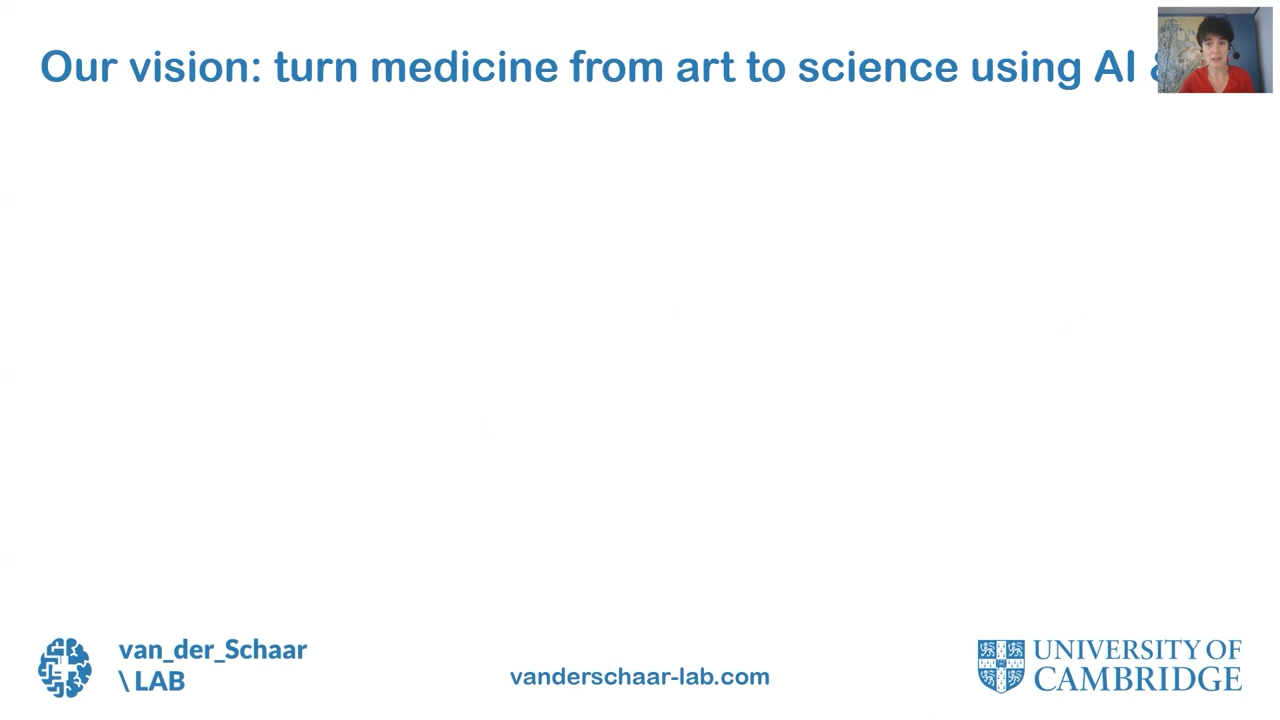 Our vision: turn medicine from art to science using AI
van_der_Schaar
\ LAB
vanderschaar-lab.com
UNIVERSITY OF
CAMBRIDGE